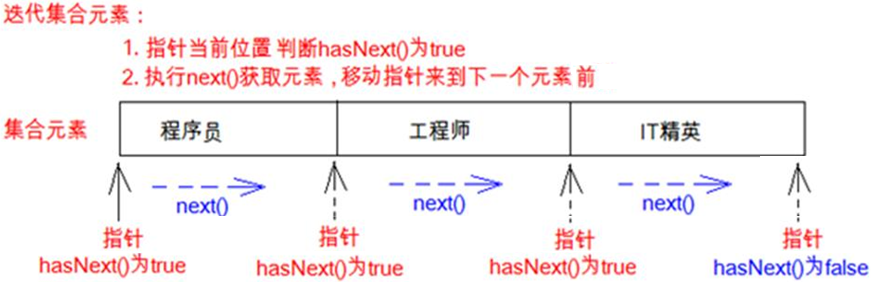 迭代集合元素：
1. 指针当前位置 判断hasNext()为true
2. 执行next()获取元素，移动指针来到下一个元素 前
集合元素 程序员 工程师 IT精英
next() next() next()
指针 指针 指针 指针
hasNext()为true hasNext()为true hasNext()为true hasNext()为false